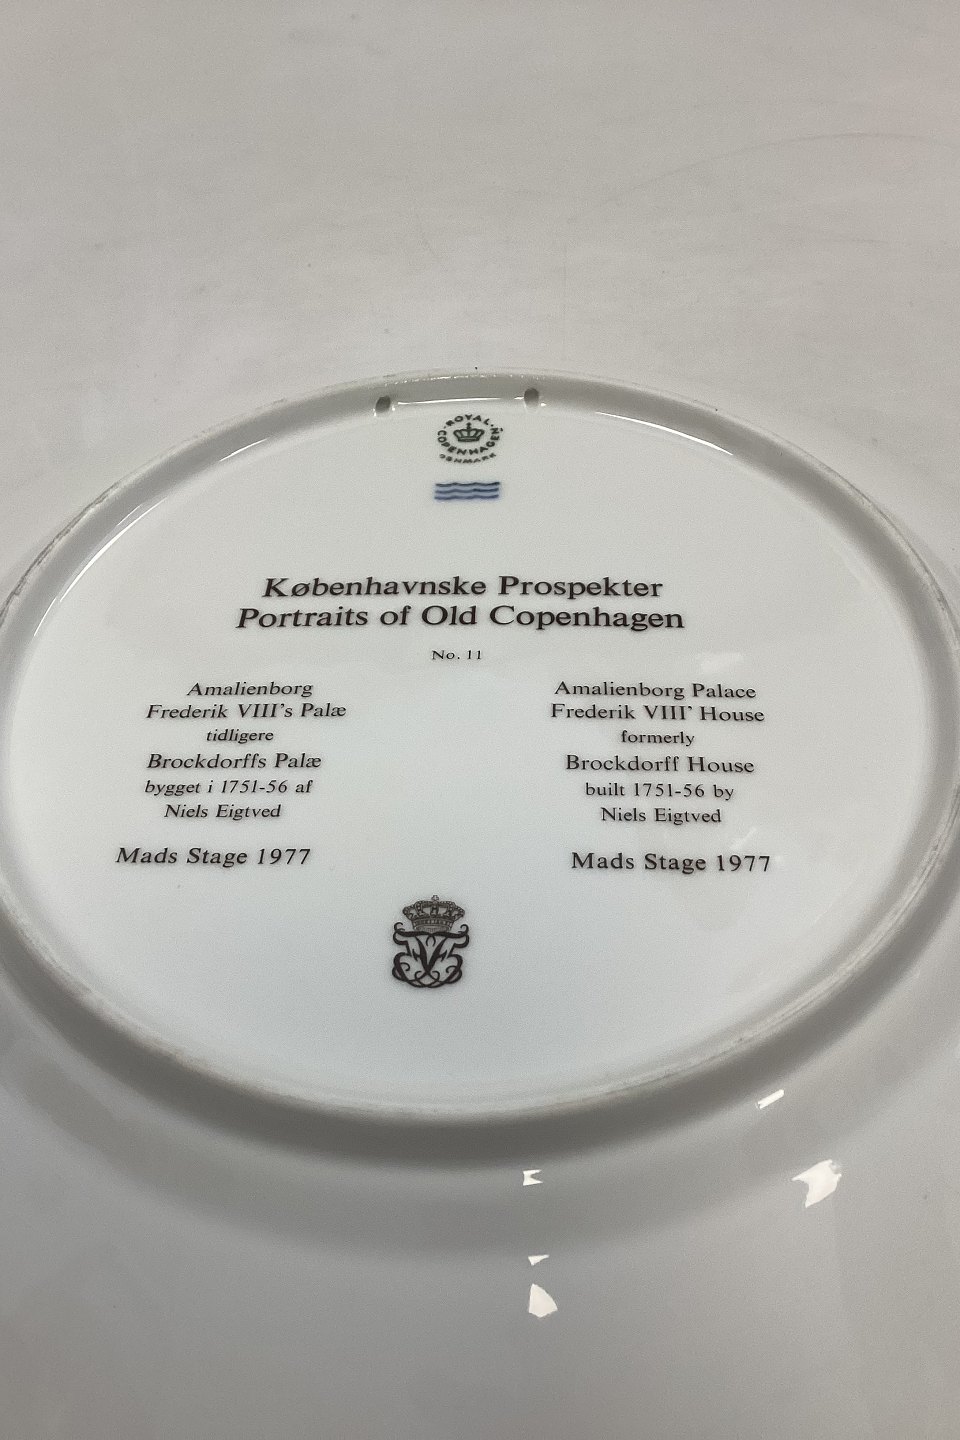 ROYAL
COPENHAGEN
DENMARK
Københavnske Prospekter
Portraits of Old Copenhagen
No. 11
Amalienborg
Frederik VIII's Palæ
tidligere
Brockdorffs Palæ
bygget i 1751-56 af
Niels Eigtved
Mads Stage 1977
Amalienborg Palace
Frederik VIII' House
formerly
Brockdorff House
built 1751-56 by
Niels Eigtved
Mads Stage 1977